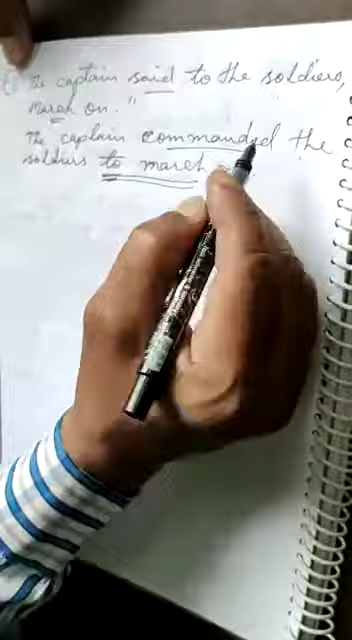 The captain said to the soldiers,
March on."
The captain commanded the
soldiers to march